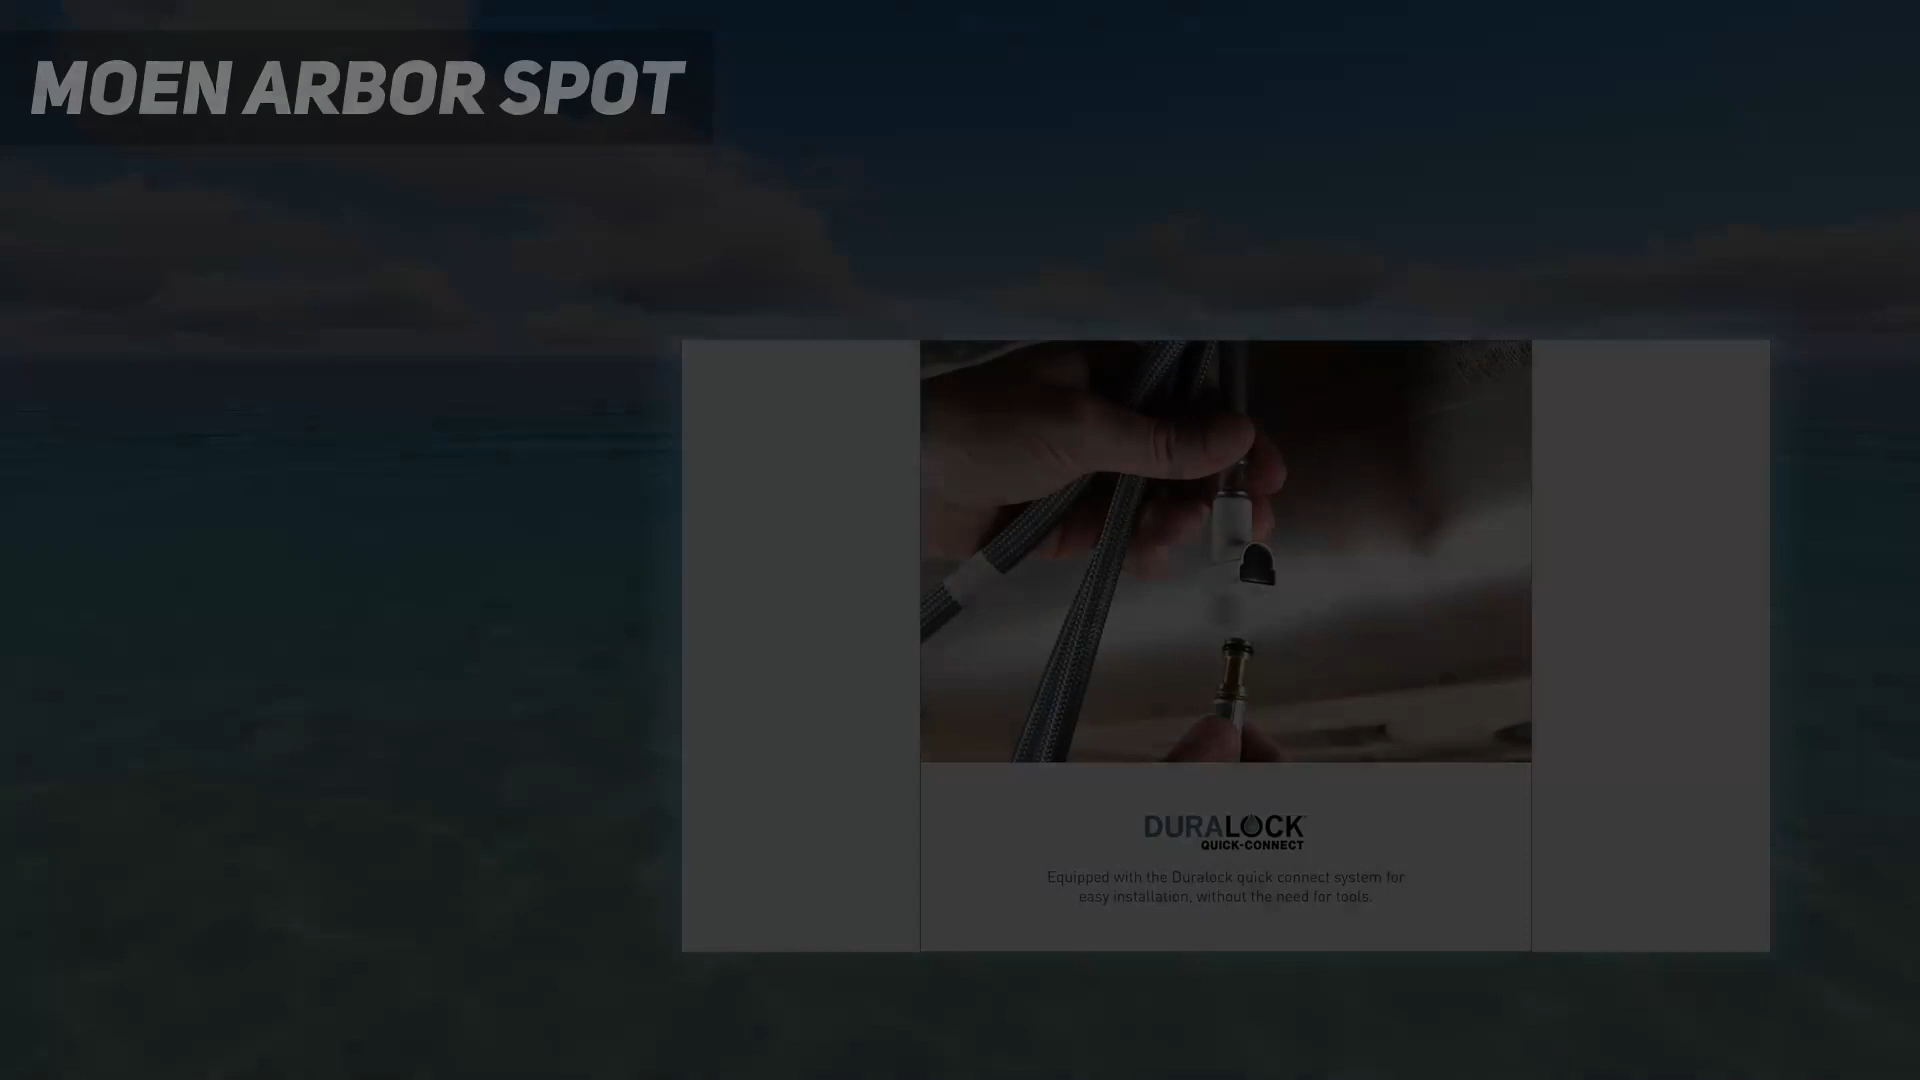 MOEN ARBOR SPOT
DURALOCK
QUICK-CONNECT
Equipped with the Duralock quick connect system for
easy installation, without the need for tools.